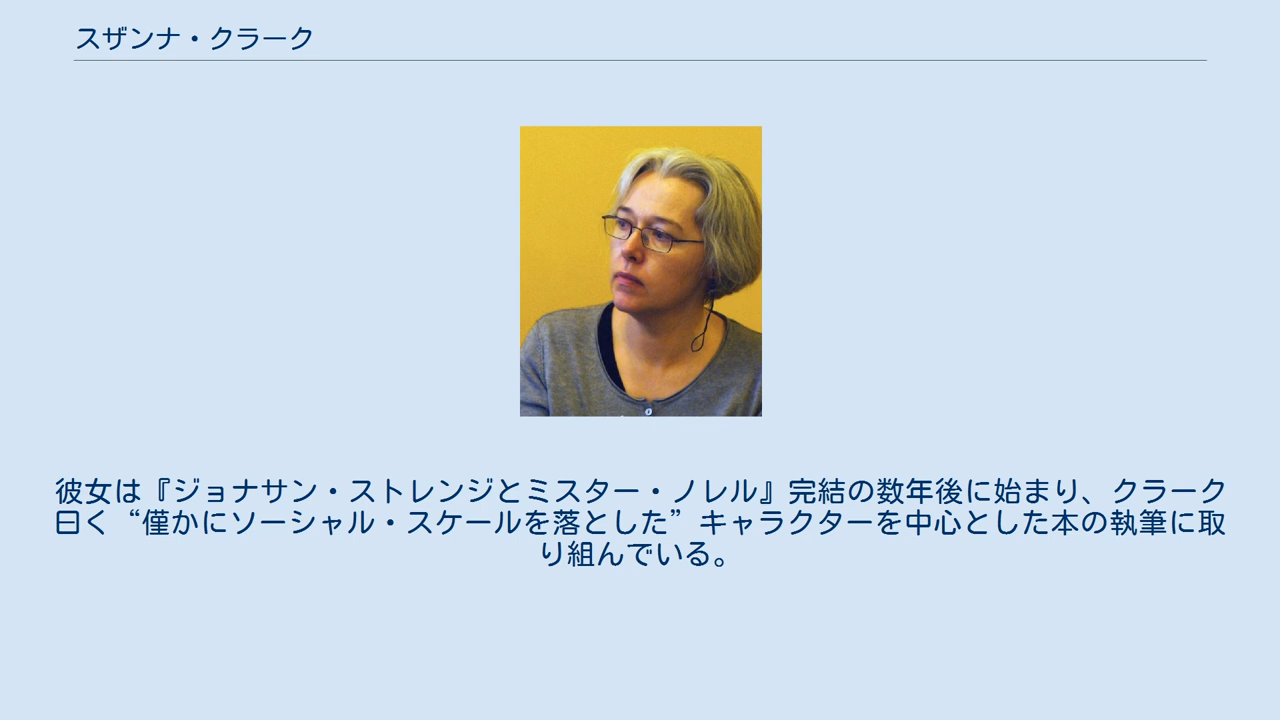 スザンナ・クラーク
彼女は『ジョナサン・ストレンジとミスター・ノレル』完結の数年後に始まり、クラーク
曰く“僅かにソーシャル・スケールを落とした”キャラクターを中心とした本の執筆に取
り組んでいる。